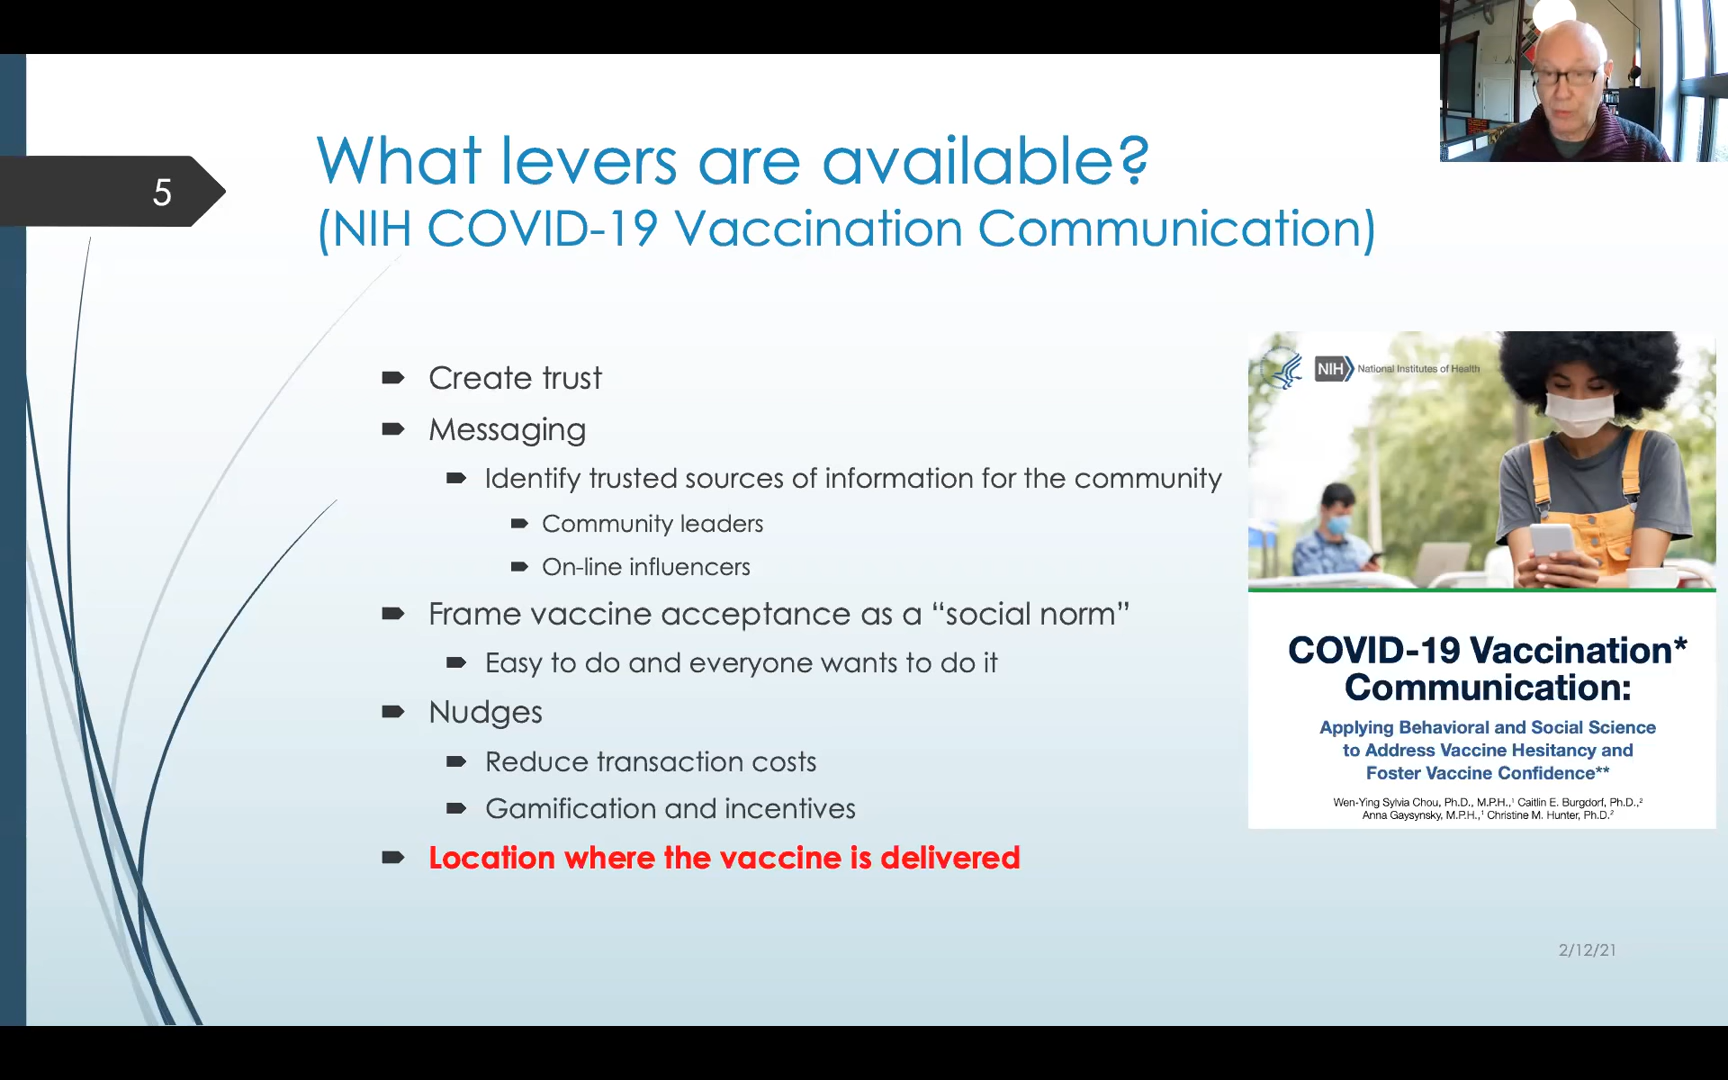 5
What levers are available?
(NIH COVID-19 Vaccination Communication)
Create trust
Messaging
Identify trusted sources of information for the community
Community leaders
On-line influencers
Frame vaccine acceptance as a “social norm”
Easy to do and everyone wants to do it
Nudges
Reduce transaction costs
Gamification and incentives
Location where the vaccine is delivered
NIH National Institutes of Health
COVID-19 Vaccination*
Communication:
Applying Behavioral and Social Science
to Address Vaccine Hesitancy and
Foster Vaccine Confidence**
Wen-Ying Sylvia Chou, Ph.D., M.P.H.,¹ Caitlin E. Burgdorf, Ph.D.,²
Anna Gaysynsky, M.P.H.,¹ Christine M. Hunter, Ph.D.²
2/12/21